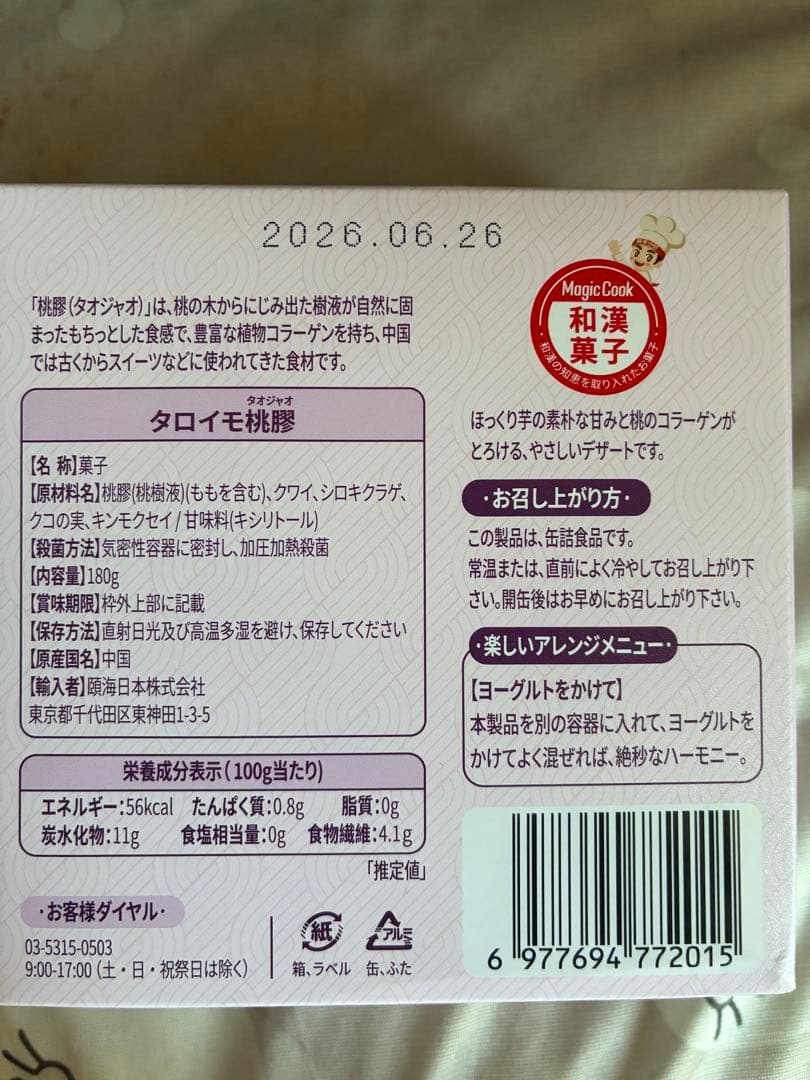 2026.06.26
「桃膠(タオジャオ)」は、桃の木からにじみ出た樹液が自然に固
まったもちっとした食感で、豊富な植物コラーゲンを持ち、中国
では古くからスイーツなどに使われてきた食材です。
タオジャオ
タロイモ桃膠
【名 称】菓子
【原材料名】桃膠(桃樹液)(ももを含む)、クワイ、シロキクラゲ、
クコの実、キンモクセイ / 甘味料(キシリトール)
【殺菌方法】気密性容器に密封し、加圧加熱殺菌
【内容量】180g
【賞味期限】枠外上部に記載
【保存方法】直射日光及び高温多湿を避け、保存してください
【原産国名】中国
【輸入者】頤海日本株式会社
東京都千代田区東神田1-3-5
栄養成分表示(100g当たり)
エネルギー:56kcal たんぱく質:0.8g 脂質:0g
炭水化物:11g 食塩相当量:0g 食物繊維:4.1g
「推定値」
・お客様ダイヤル・
03-5315-0503
9:00-17:00(土・日・祝祭日は除く)
紙
箱、ラベル
アルミ
缶、ふた
Magic Cook
和漢
菓子
和漢の知恵を取り入れたお菓子
ほっくり芋の素朴な甘みと桃のコラーゲンが
とろける、やさしいデザートです。
・お召し上がり方・
この製品は、缶詰食品です。
常温または、直前によく冷やしてお召し上がり下
さい。開缶後はお早めにお召し上がり下さい。
・楽しいアレンジメニュー・
【ヨーグルトをかけて】
本製品を別の容器に入れて、ヨーグルトを
かけてよく混ぜれば、絶秒なハーモニー。
6 977694 772015